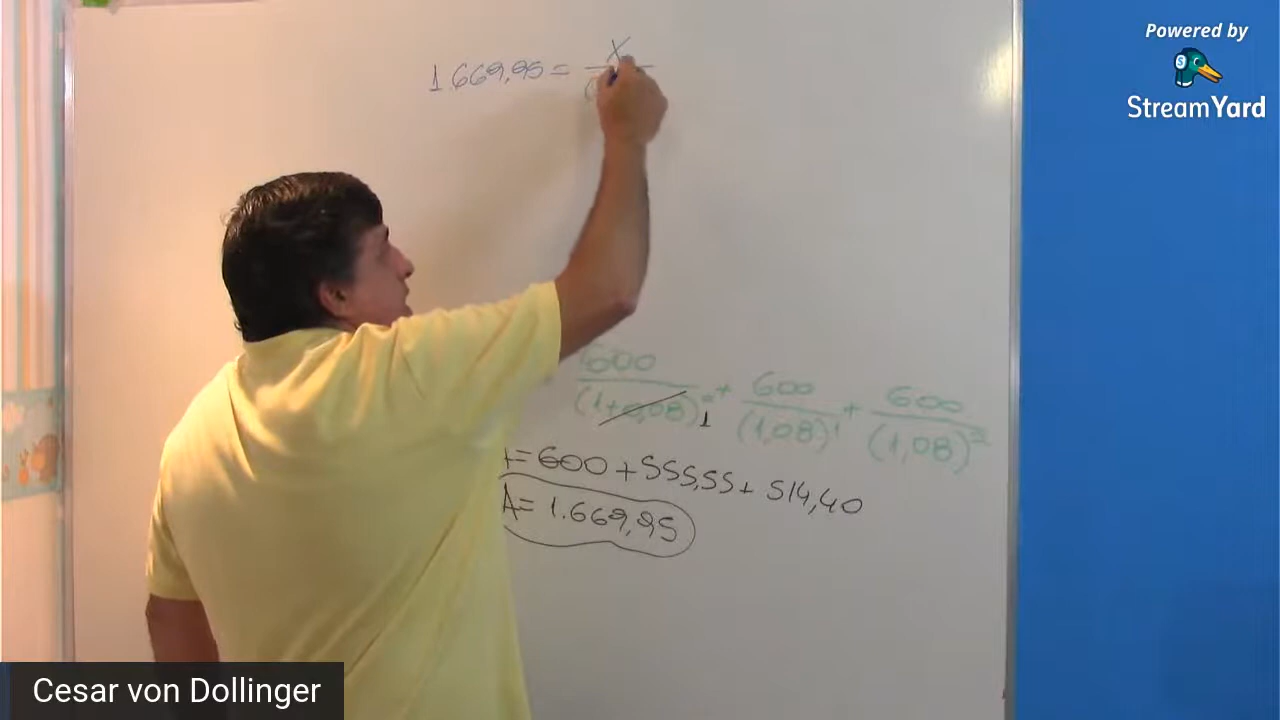 1.669,95 = X
(
Powered by
StreamYard
600/(1+0,08)⁼1 + 600/(1,08)¹ + 600/(1,08)²
= 600 + 555,55 + 514,40
A = 1.669,95
Cesar von Dollinger